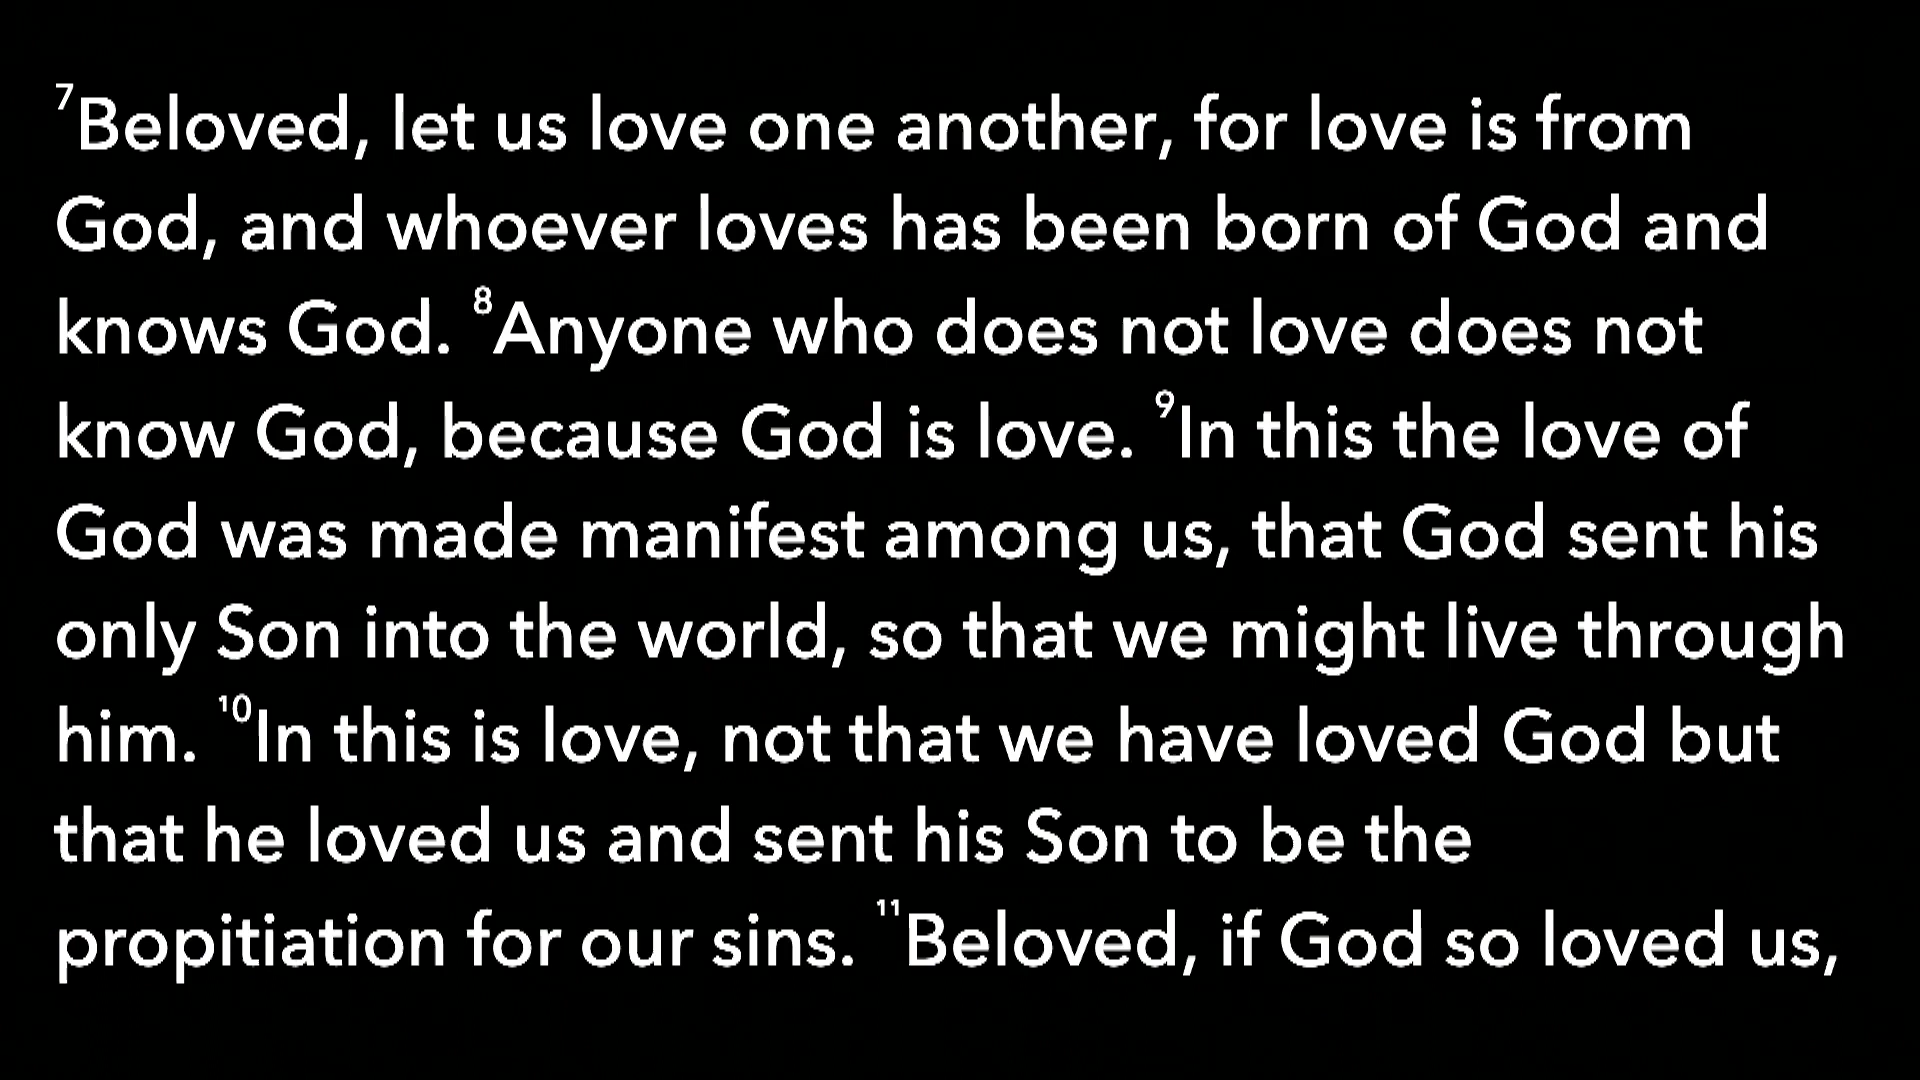 ⁷Beloved, let us love one another, for love is from
God, and whoever loves has been born of God and
knows God. ⁸Anyone who does not love does not
know God, because God is love. ⁹In this the love of
God was made manifest among us, that God sent his
only Son into the world, so that we might live through
him. ¹⁰In this is love, not that we have loved God but
that he loved us and sent his Son to be the
propitiation for our sins. ¹¹Beloved, if God so loved us,